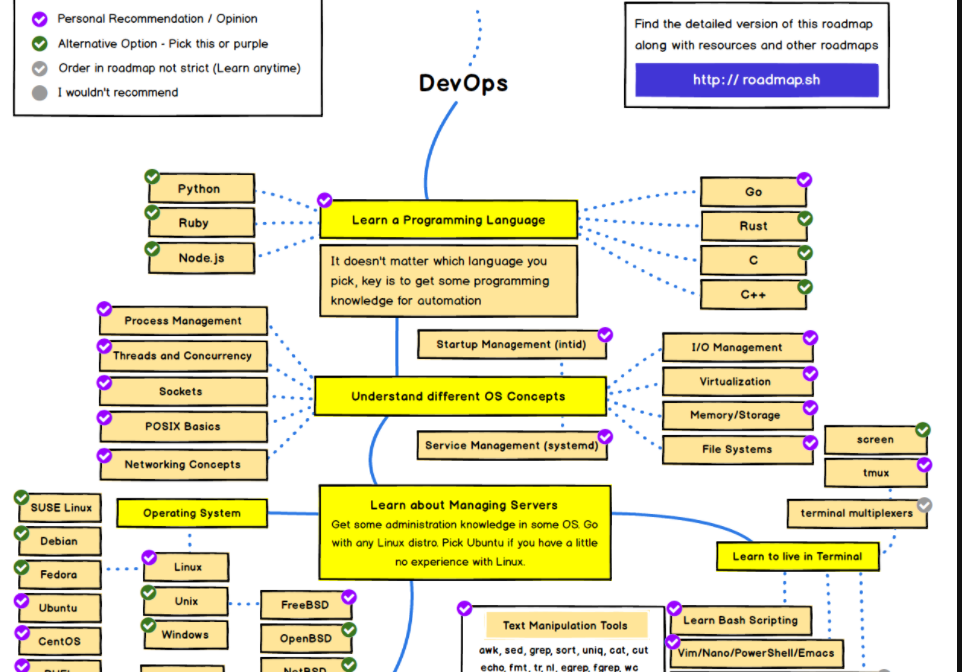 Personal Recommendation / Opinion
Alternative Option - Pick this or purple
Order in roadmap not strict (Learn anytime)
I wouldn't recommend
Find the detailed version of this roadmap
along with resources and other roadmaps
http:// roadmap.sh
DevOps
Python
Ruby
Node.js
Learn a Programming Language
It doesn't matter which language you
pick, key is to get some programming
knowledge for automation
Go
Rust
C
C++
Process Management
Threads and Concurrency
Sockets
POSIX Basics
Networking Concepts
Startup Management (intid)
Understand different OS Concepts
Service Management (systemd)
I/O Management
Virtualization
Memory/Storage
File Systems
screen
tmux
terminal multiplexers
Learn to live in Terminal
Learn about Managing Servers
Get some administration knowledge in some OS. Go
with any Linux distro. Pick Ubuntu if you have a little
no experience with Linux.
Operating System
SUSE Linux
Debian
Fedora
Ubuntu
CentOS
Linux
Unix
Windows
FreeBSD
OpenBSD
NetBSD
Text Manipulation Tools
awk, sed, grep, sort, uniq, cat, cut
echo, fmt, tr, nl, egrep, fgrep, wc
Learn Bash Scripting
Vim/Nano/PowerShell/Emacs